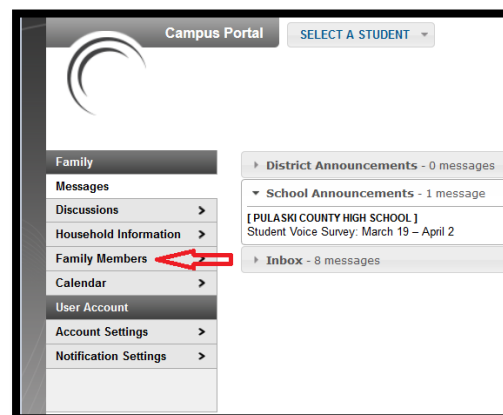 Campus Portal
SELECT A STUDENT
Family
Messages
Discussions
Household Information
Family Members
Calendar
User Account
Account Settings
Notification Settings
District Announcements - 0 messages
School Announcements - 1 message
[ PULASKI COUNTY HIGH SCHOOL ]
Student Voice Survey: March 19 – April 2
Inbox - 8 messages